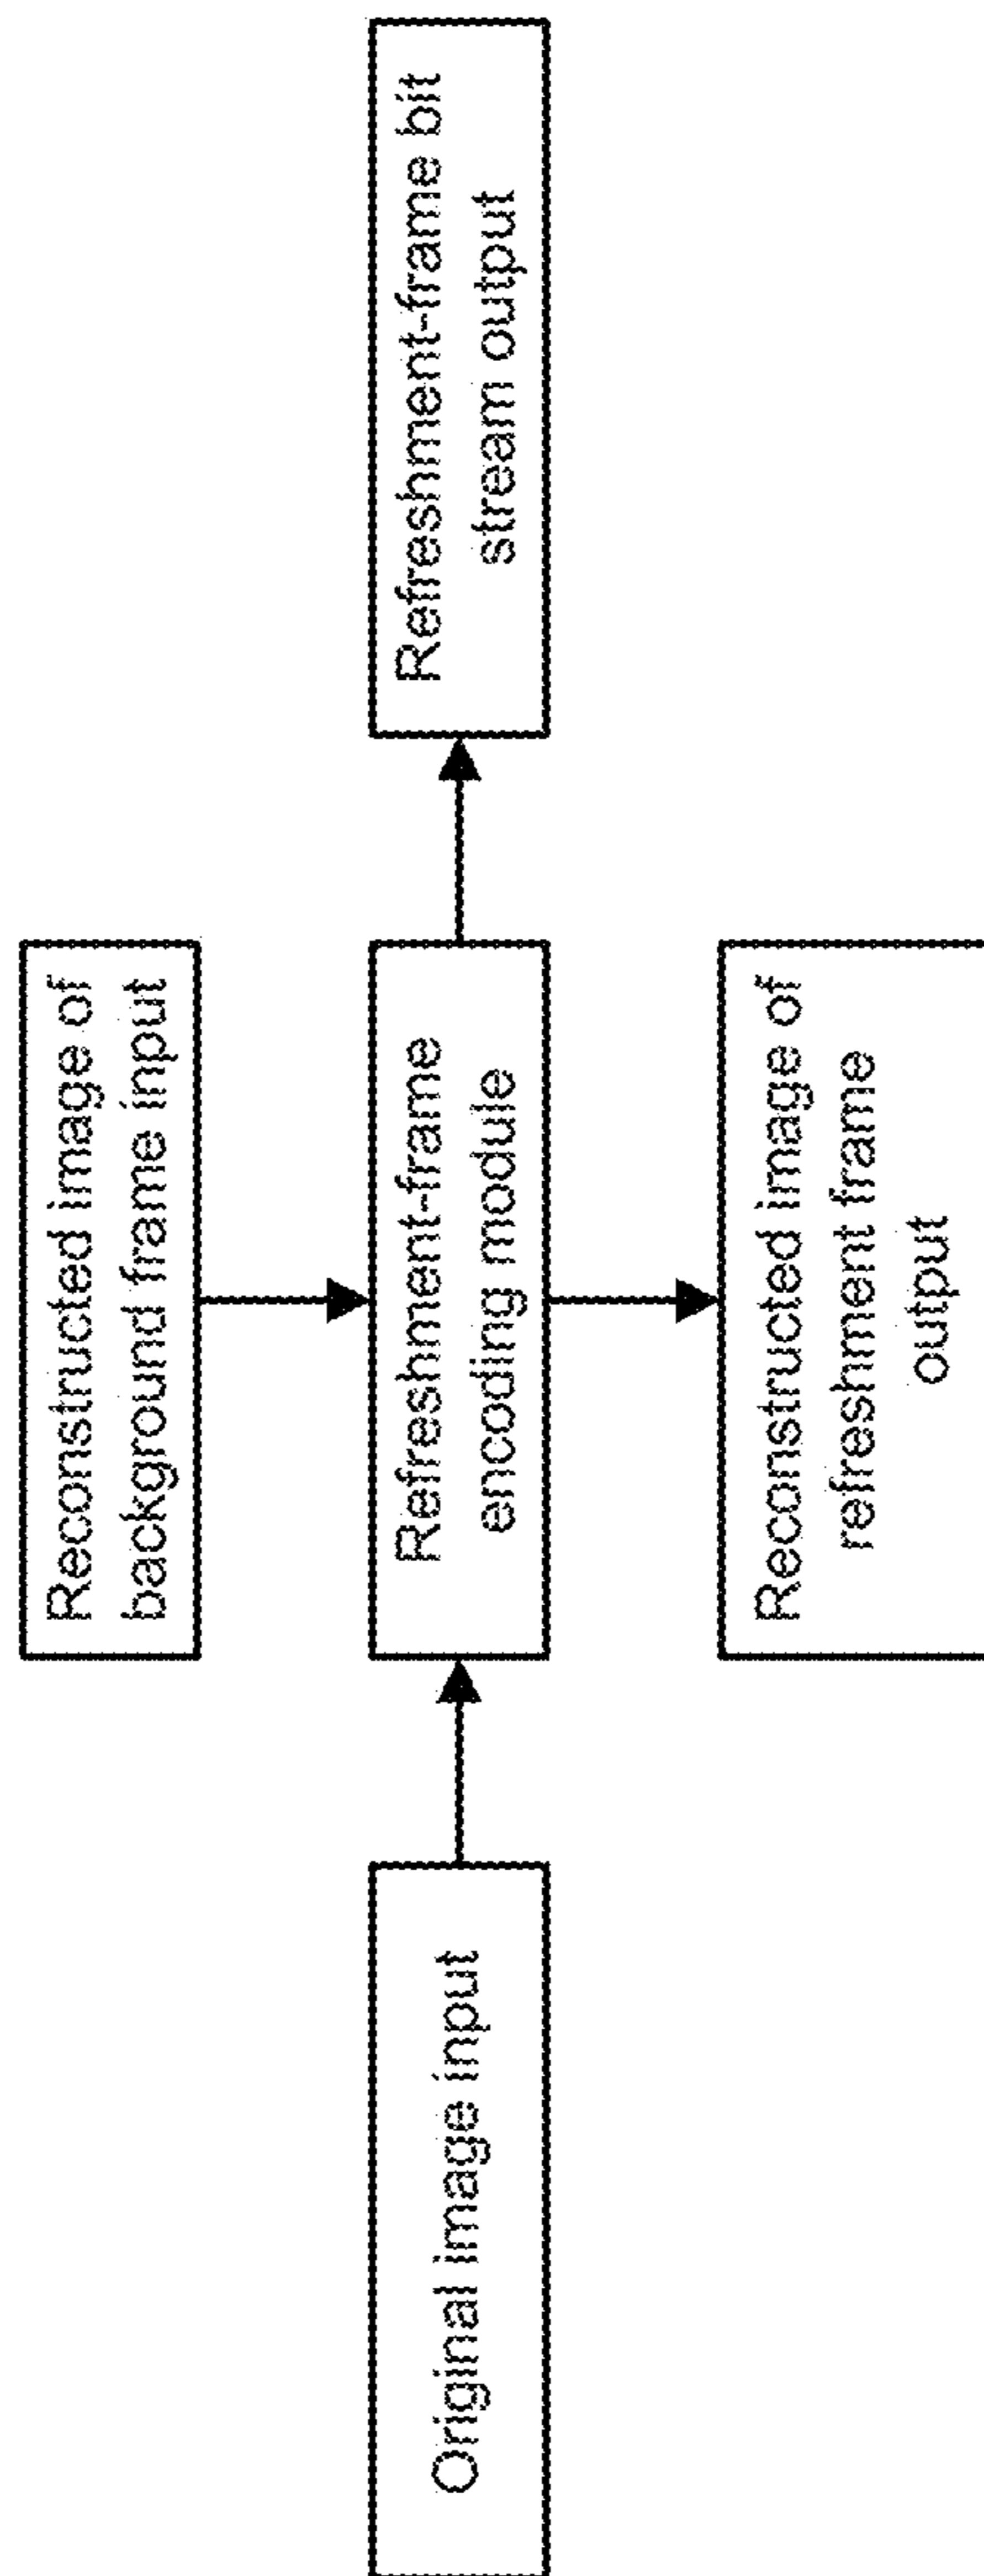 Reconstructed image of
background frame input
Original image input
Refreshment-frame
encoding module
Refreshment-frame bit
stream output
Reconstructed image of
refreshment frame
output